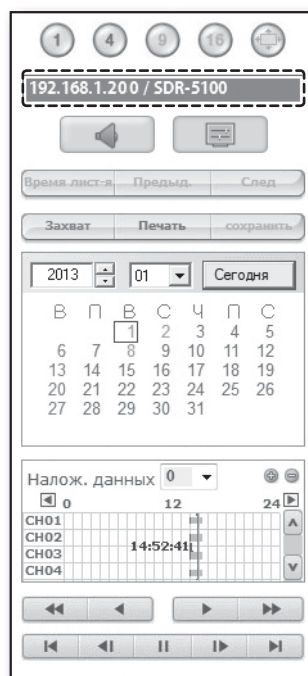 1 4 9 16
192.168.1.200 / SDR-5100
Время лист-я Предыд. След
Захват Печать сохранить
2013 01 Сегодня
В П В С Ч П С
1 2 3 4 5
6 7 8 9 10 11 12
13 14 15 16 17 18 19
20 21 22 23 24 25 26
27 28 29 30 31
Налож. данных 0
0 12 24
CH01
CH02
14:52:41
CH03
CH04